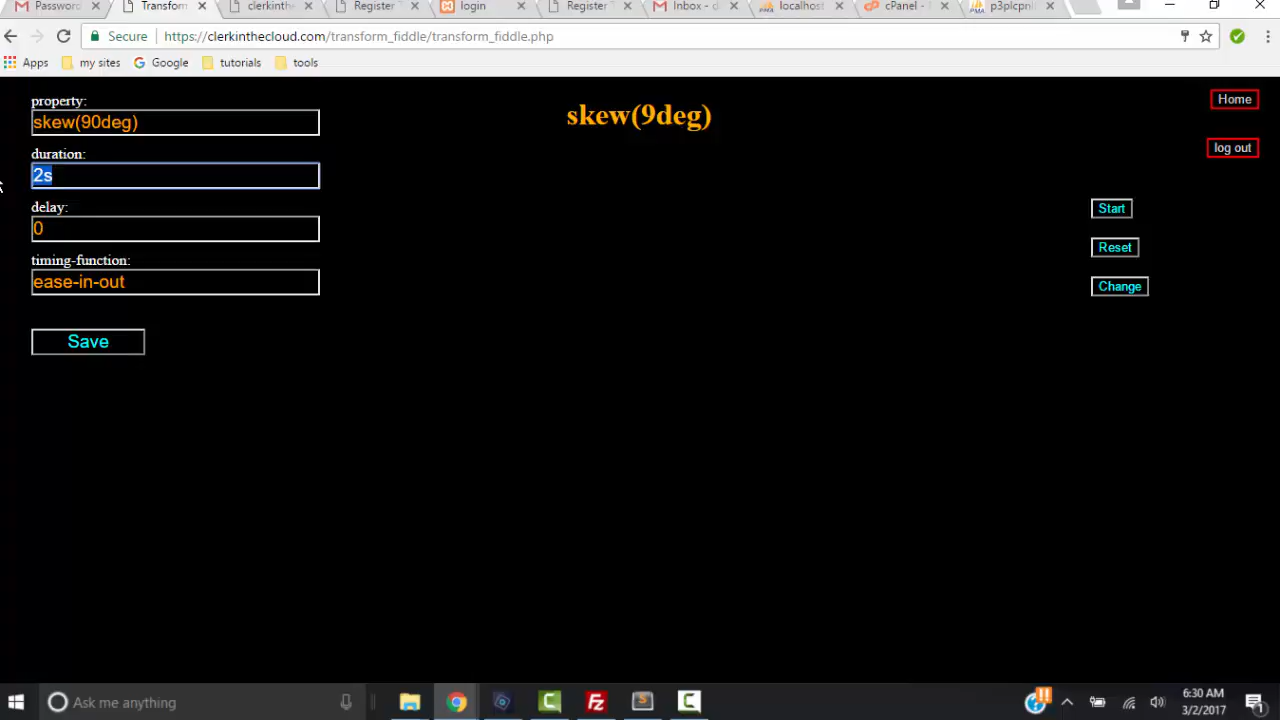 Password
Transform
clerkinthe
Register
login
Register
Inbox - c
localhost
cPanel -
p3plcpnl
Secure https://clerkinthecloud.com/transform_fiddle/transform_fiddle.php
Apps my sites Google tutorials tools
property:
skew(90deg)
duration:
2s
delay:
0
timing-function:
ease-in-out
Save
skew(9deg)
Home
log out
Start
Reset
Change
Ask me anything
6:30 AM
3/2/2017